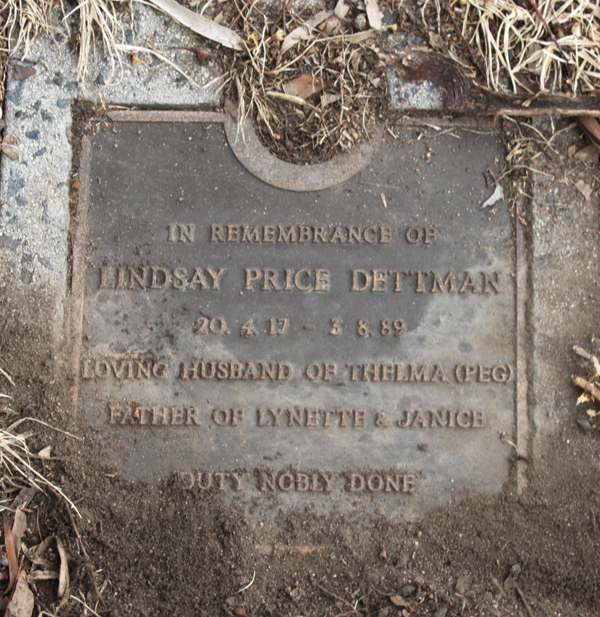 IN REMEMBRANCE OF
LINDSAY PRICE DETTMAN
20. 4. 17 - 3. 8. 89
LOVING HUSBAND OF THELMA (PEG)
FATHER OF LYNETTE & JANICE
DUTY NOBLY DONE